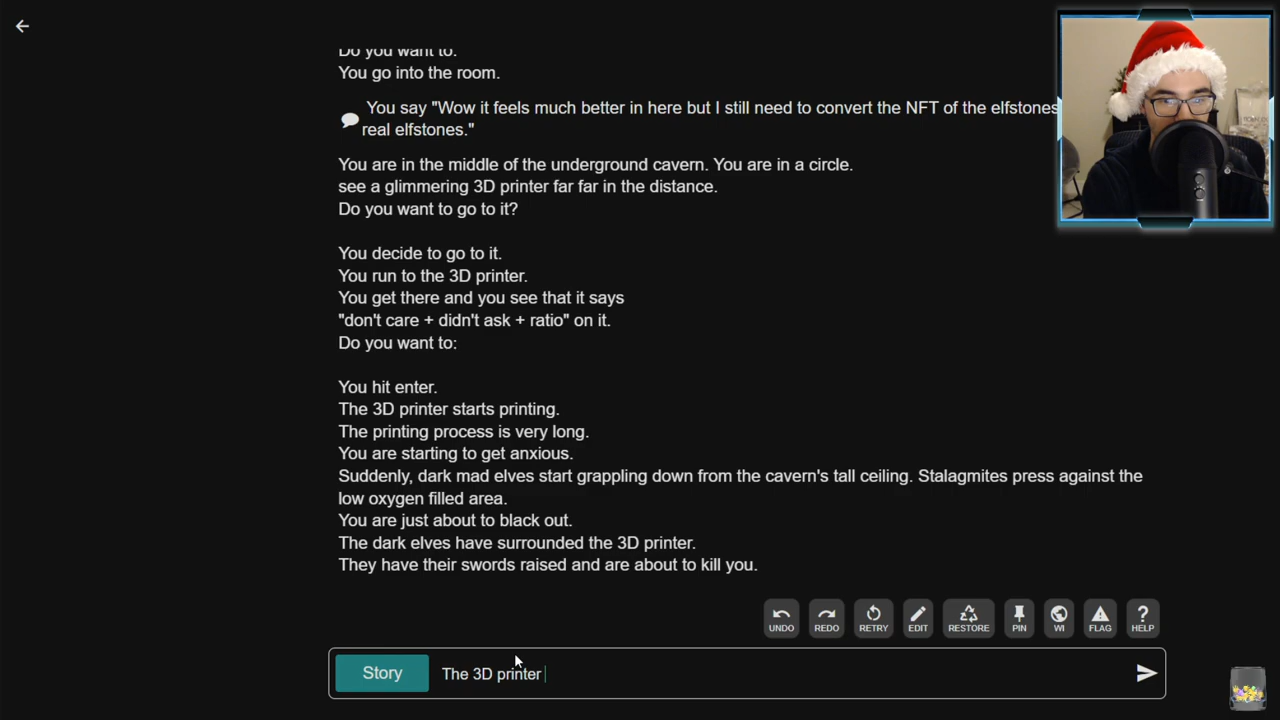 Do you want to.
You go into the room.
You say "Wow it feels much better in here but I still need to convert the NFT of the elfstones
real elfstones."
You are in the middle of the underground cavern. You are in a circle.
see a glimmering 3D printer far far in the distance.
Do you want to go to it?
You decide to go to it.
You run to the 3D printer.
You get there and you see that it says
"don't care + didn't ask + ratio" on it.
Do you want to:
You hit enter.
The 3D printer starts printing.
The printing process is very long.
You are starting to get anxious.
Suddenly, dark mad elves start grappling down from the cavern's tall ceiling. Stalagmites press against the
low oxygen filled area.
You are just about to black out.
The dark elves have surrounded the 3D printer.
They have their swords raised and are about to kill you.
UNDO REDO RETRY EDIT RESTORE PIN WI FLAG HELP
Story The 3D printer